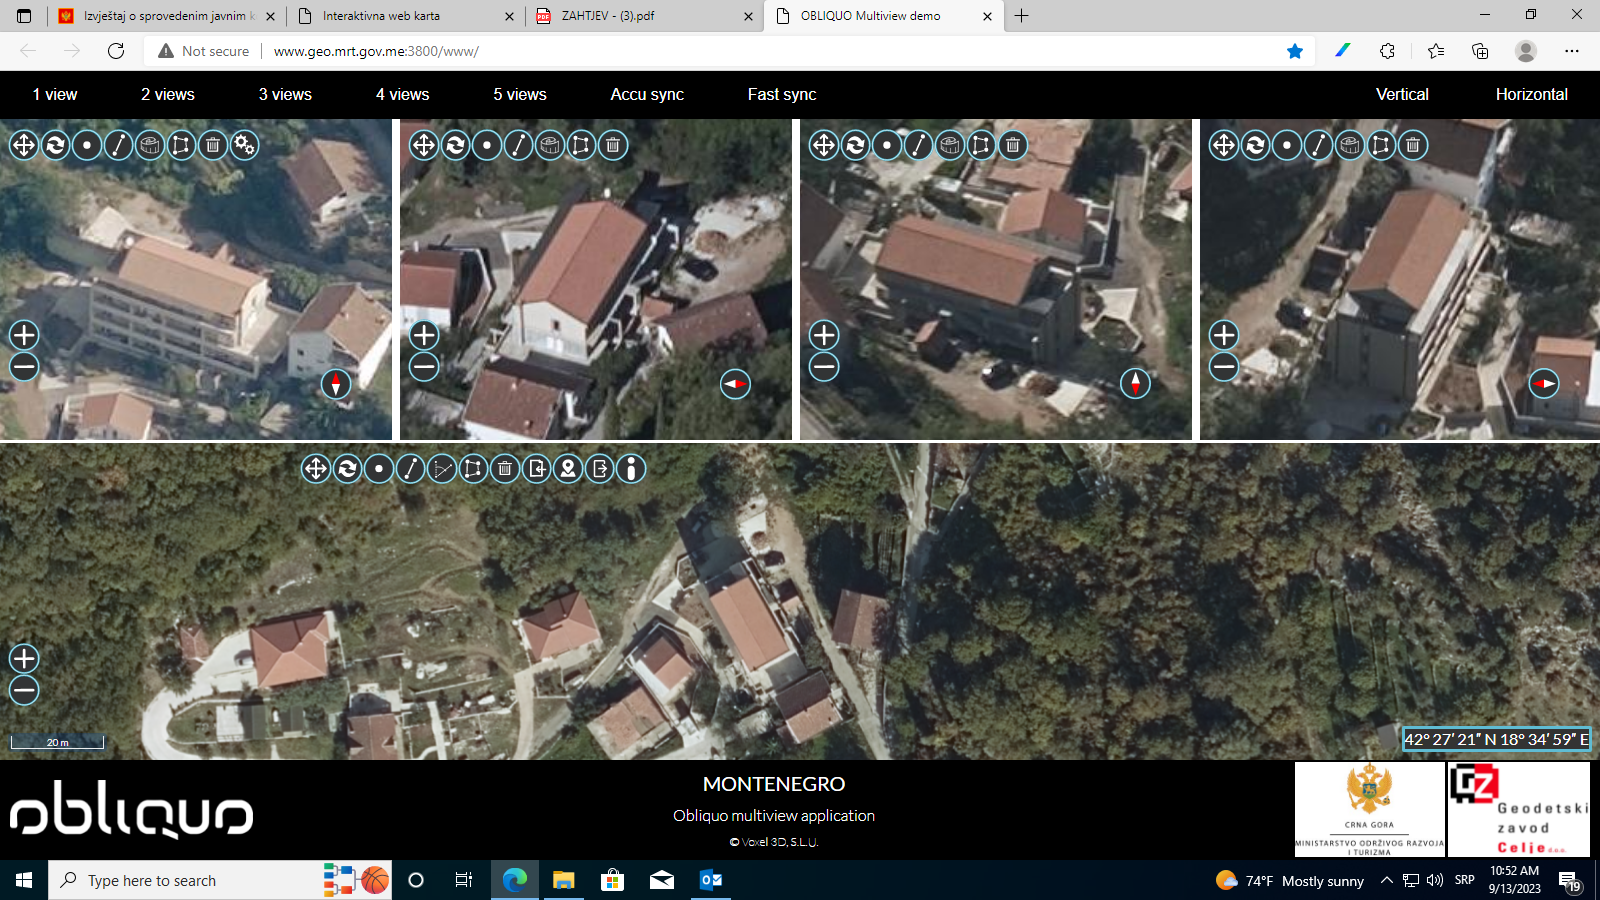 Izvještaj o sprovedenim javnim k
Interaktivna web karta
ZAHTJEV - (3).pdf
OBLIQUO Multiview demo
Not secure
www.geo.mrt.gov.me:3800/www/
1 view
2 views
3 views
4 views
5 views
Accu sync
Fast sync
Vertical
Horizontal
20 m
42° 27′ 21″ N 18° 34′ 59″ E
obliquo
MONTENEGRO
Obliquo multiview application
© Voxel 3D, S.L.U.
CRNA GORA
MINISTARSTVO ODRŽIVOG RAZVOJA
I TURIZMA
GZ
Geodetski
zavod
Celje d.o.o.
Type here to search
74°F Mostly sunny
SRP
10:52 AM
9/13/2023
19